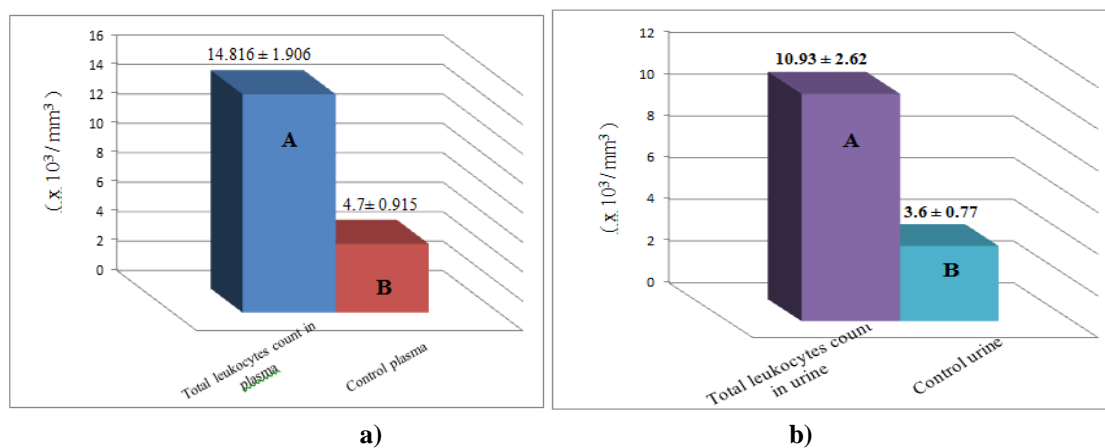 16
14
12
10
8
6
4
2
0
( x 10³/ mm³ )
14.816 ± 1.906
4.7± 0.915
A
B
Total leukocytes count in
plasma
Control plasma
a)
12
10
8
6
4
2
0
( x 10³/ mm³ )
10.93 ± 2.62
3.6 ± 0.77
A
B
Total leukocytes count
in urine
Control urine
b)